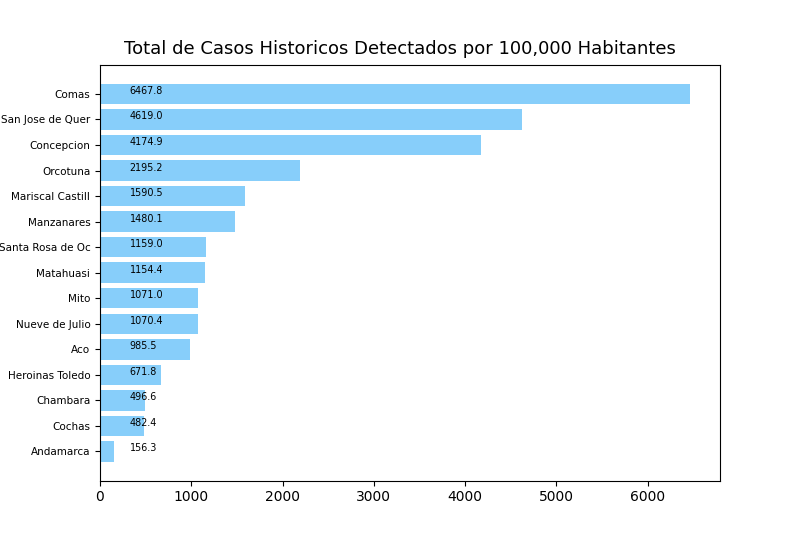 Total de Casos Historicos Detectados por 100,000 Habitantes
Comas 6467.8
San Jose de Quer 4619.0
Concepcion 4174.9
Orcotuna 2195.2
Mariscal Castill 1590.5
Manzanares 1480.1
Santa Rosa de Oc 1159.0
Matahuasi 1154.4
Mito 1071.0
Nueve de Julio 1070.4
Aco 985.5
Heroinas Toledo 671.8
Chambara 496.6
Cochas 482.4
Andamarca 156.3
0 1000 2000 3000 4000 5000 6000